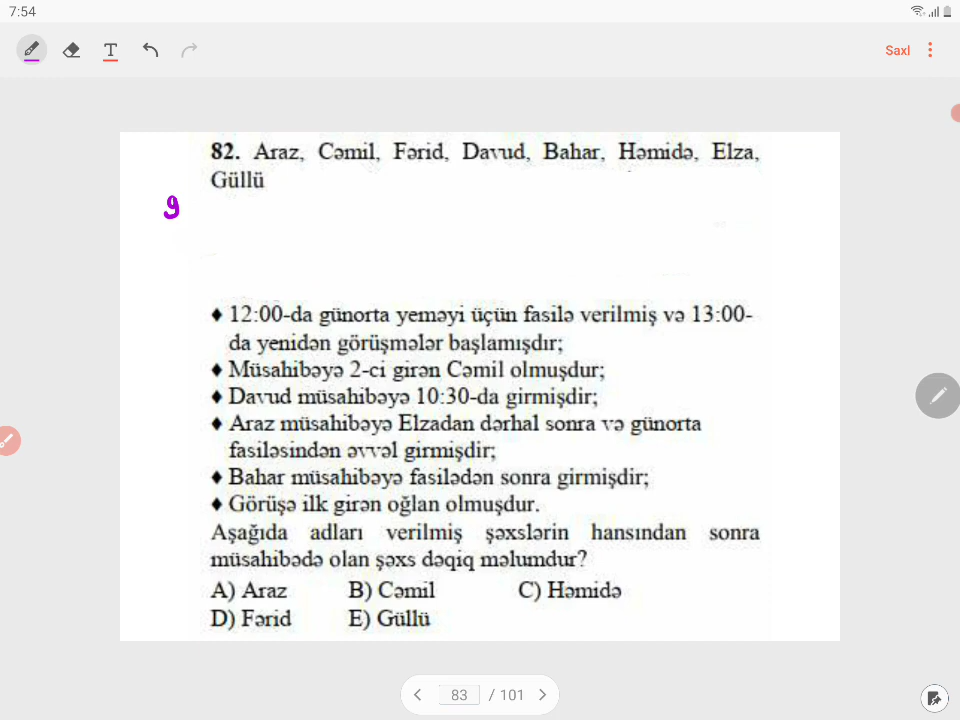 7:54
T
Saxl
82. Araz, Cəmil, Fərid, Davud, Bahar, Həmidə, Elza,
Güllü
9
♦ 12:00-da günorta yeməyi üçün fasilə verilmiş və 13:00-
da yenidən görüşmələr başlamışdır;
♦ Müsahibəyə 2-ci girən Cəmil olmuşdur;
♦ Davud müsahibəyə 10:30-da girmişdir;
♦ Araz müsahibəyə Elzadan dərhal sonra və günorta
fasiləsindən əvvəl girmişdir;
♦ Bahar müsahibəyə fasilədən sonra girmişdir;
♦ Görüşə ilk girən oğlan olmuşdur.
Aşağıda adları verilmiş şəxslərin hansından sonra
müsahibədə olan şəxs dəqiq məlumdur?
A) Araz B) Cəmil C) Həmidə
D) Fərid E) Güllü
83 / 101